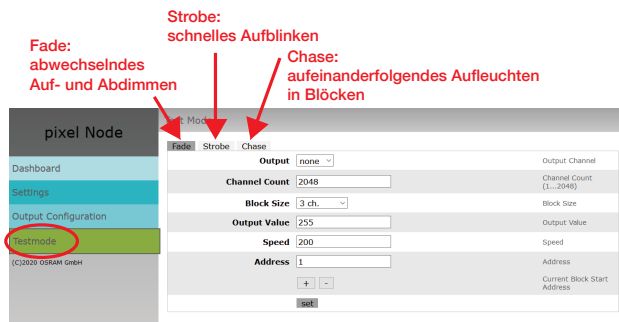 Strobe:
schnelles Aufblinken
Fade:
abwechselndes
Auf- und Abdimmen
Chase:
aufeinanderfolgendes Aufleuchten
in Blöcken
pixel Node
Dashboard
Settings
Output Configuration
Testmode
(C)2020 OSRAM GmbH
Fade Strobe Chase
Output none Output Channel
Channel Count 2048 Channel Count
(1...2048)
Block Size 3 ch. Block Size
Output Value 255 Output Value
Speed 200 Speed
Address 1 Address
+ - Current Block Start
Address
set